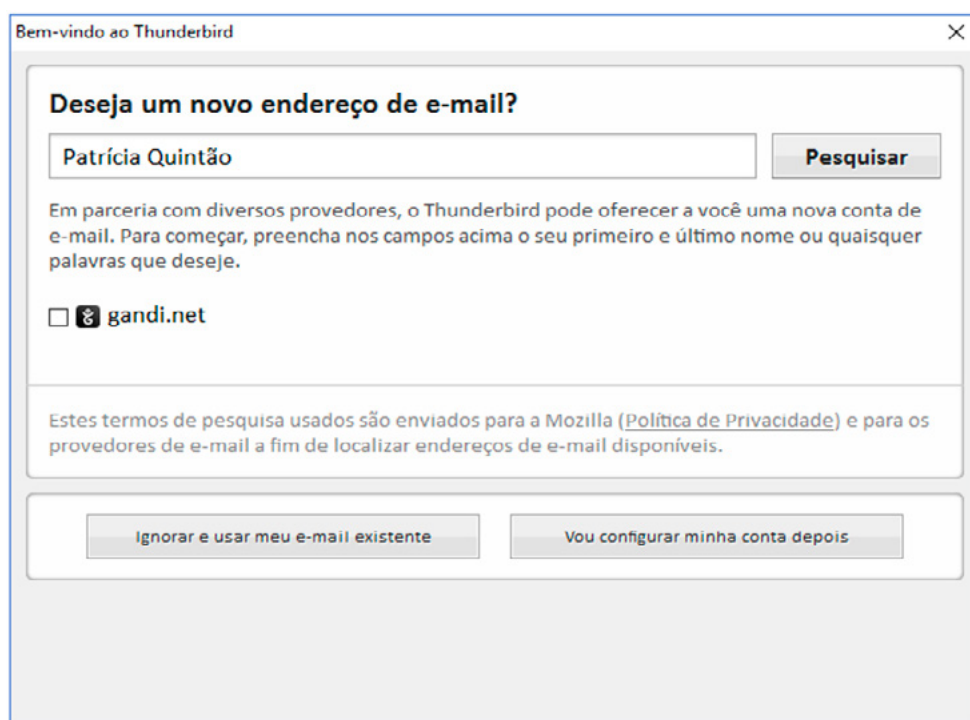 Bem-vindo ao Thunderbird
Deseja um novo endereço de e-mail?
Patrícia Quintão
Pesquisar
Em parceria com diversos provedores, o Thunderbird pode oferecer a você uma nova conta de
e-mail. Para começar, preencha nos campos acima o seu primeiro e último nome ou quaisquer
palavras que deseje.
gandi.net
Estes termos de pesquisa usados são enviados para a Mozilla (Política de Privacidade) e para os
provedores de e-mail a fim de localizar endereços de e-mail disponíveis.
Ignorar e usar meu e-mail existente
Vou configurar minha conta depois